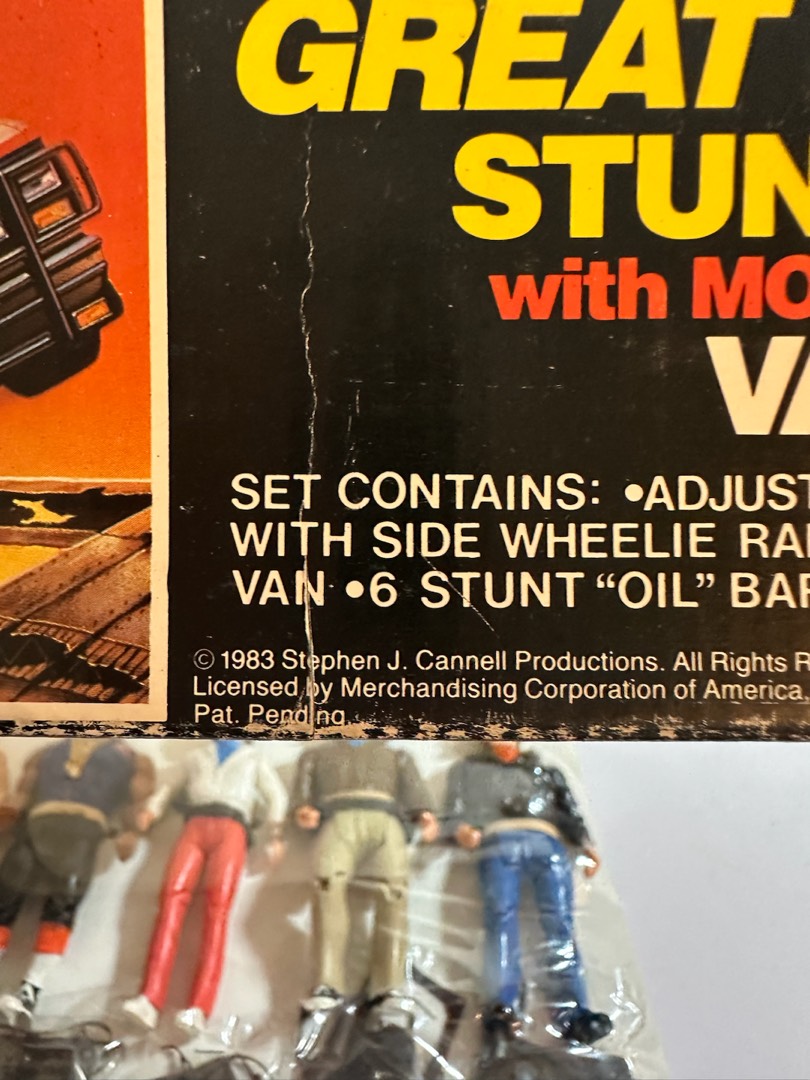 GREAT
STUN
with MO
VA
SET CONTAINS: •ADJUST
WITH SIDE WHEELIE RA
VAN •6 STUNT “OIL” BAR
© 1983 Stephen J. Cannell Productions. All Rights R
Licensed by Merchandising Corporation of America.
Pat. Pending